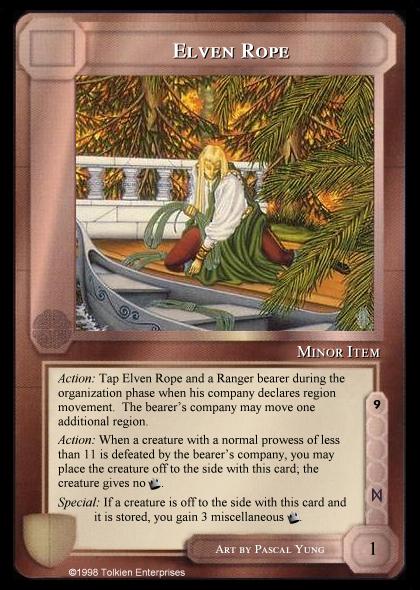 ELVEN ROPE
MINOR ITEM
Action: Tap Elven Rope and a Ranger bearer during the
organization phase when his company declares region
movement. The bearer's company may move one
additional region.
Action: When a creature with a normal prowess of less
than 11 is defeated by the bearer's company, you may
place the creature off to the side with this card; the
creature gives no
.
Special: If a creature is off to the side with this card and
it is stored, you gain 3 miscellaneous
.
9
ART BY PASCAL YUNG
1
©1998 Tolkien Enterprises